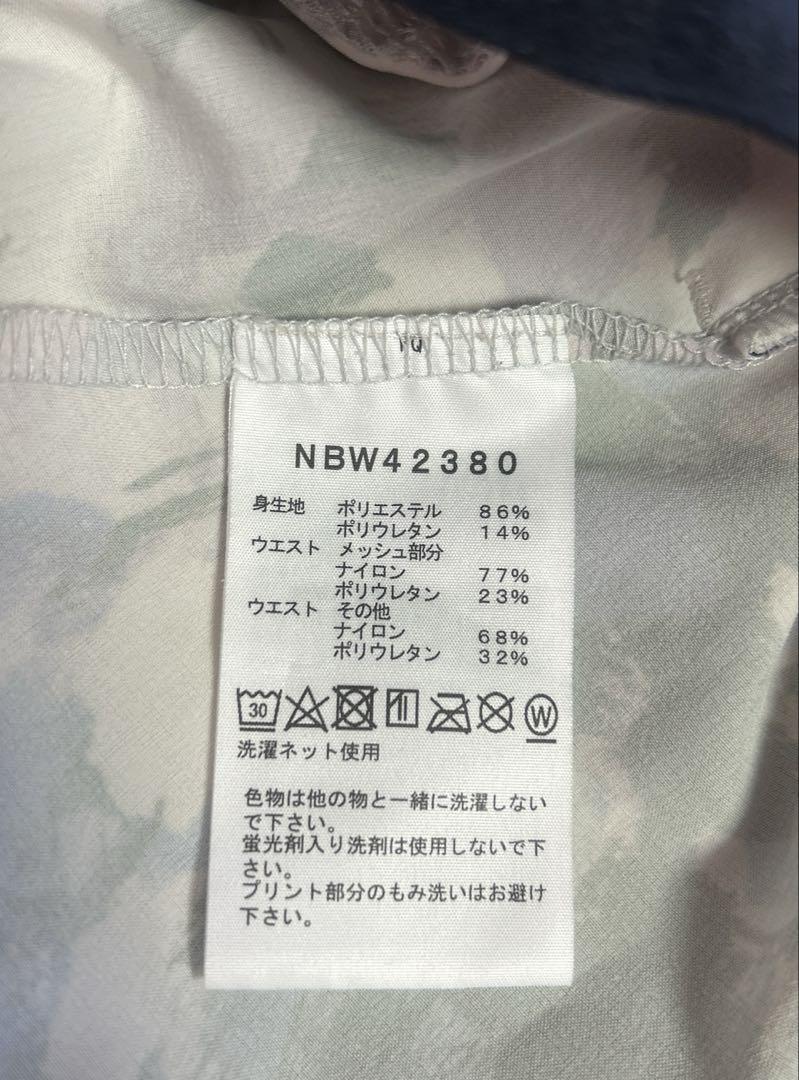 NBW42380
身生地 ポリエステル 86%
ポリウレタン 14%
ウエスト メッシュ部分
ナイロン 77%
ポリウレタン 23%
ウエスト その他
ナイロン 68%
ポリウレタン 32%
30 W
洗濯ネット使用
色物は他の物と一緒に洗濯しない
で下さい。
蛍光剤入り洗剤は使用しないで下
さい。
プリント部分のもみ洗いはお避け
下さい。